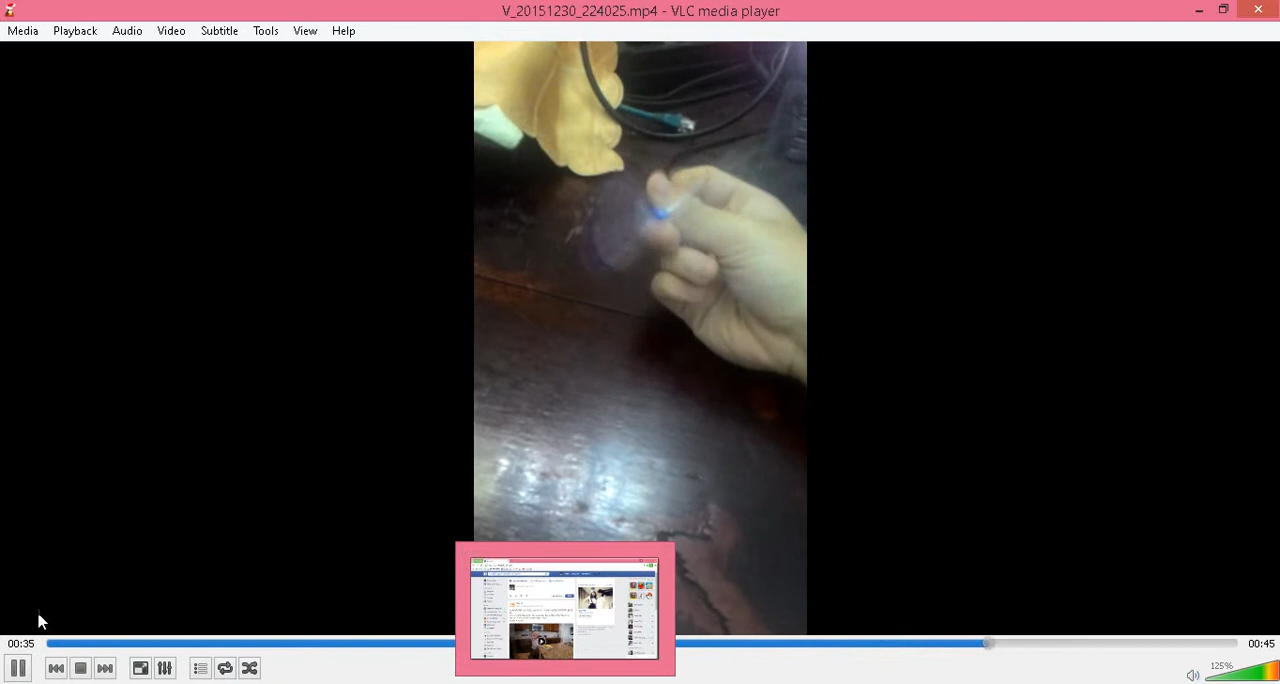 V_20151230_224025.mp4 - VLC media player
Media Playback Audio Video Subtitle Tools View Help
00:35
00:45
125%